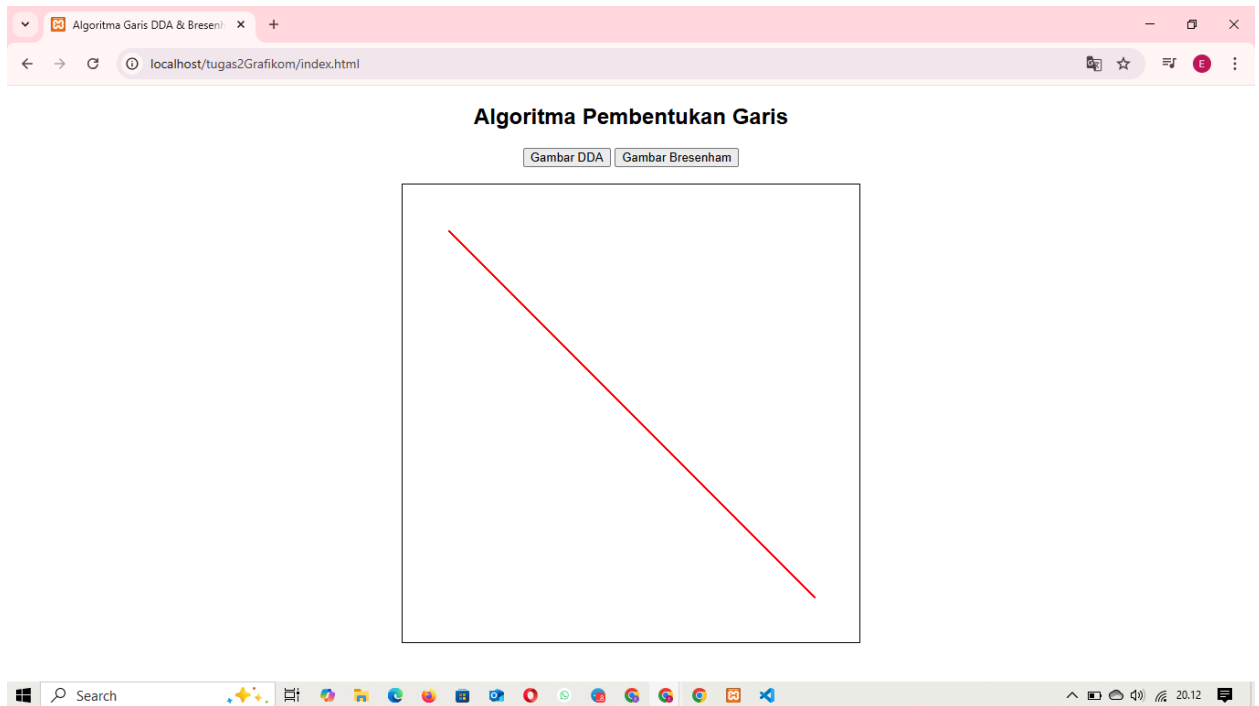 Algoritma Garis DDA & Bresenh
localhost/tugas2Grafikom/index.html
E
Algoritma Pembentukan Garis
Gambar DDA Gambar Bresenham
Search
20.12